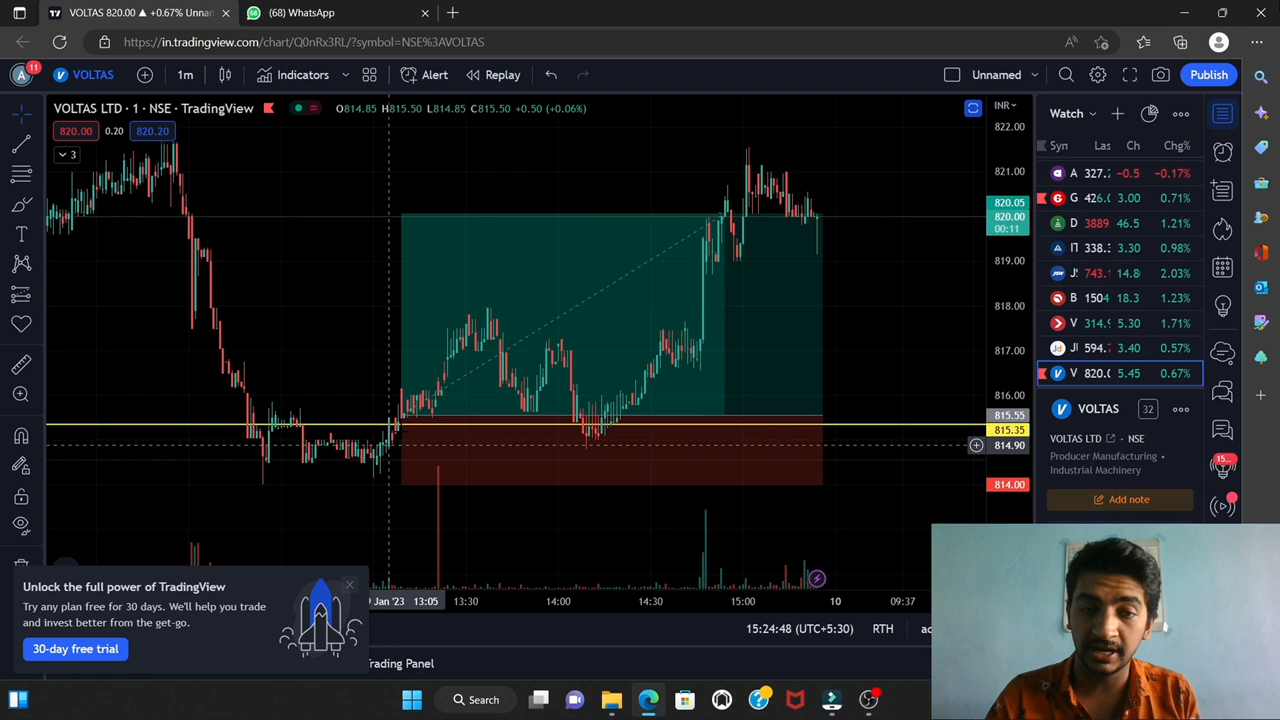 VOLTAS 820.00 ▲ +0.67% Unnam
(68) WhatsApp
https://in.tradingview.com/chart/Q0nRx3RL/?symbol=NSE%3AVOLTAS
A 11
VOLTAS
1m
Indicators
Alert
Replay
Unnamed
Publish
VOLTAS LTD · 1 · NSE · TradingView
O814.85 H815.50 L814.85 C815.50 +0.50 (+0.06%)
INR
820.00 0.20 820.20
3
822.00
821.00
820.05
820.00
00:11
819.00
818.00
817.00
816.00
815.55
815.35
814.90
814.00
Watch
Syn Las Ch Chg%
327. -0.5 -0.17%
426.0 3.00 0.71%
3889 46.5 1.21%
338. 3.30 0.98%
743. 14.8 2.03%
1504 18.3 1.23%
314. 5.30 1.71%
594. 3.40 0.57%
V 820.0 5.45 0.67%
VOLTAS 32
VOLTAS LTD NSE
Producer Manufacturing •
Industrial Machinery
Add note
15
Jan '23 13:05
13:30
14:00
14:30
15:00
10
09:37
15:24:48 (UTC+5:30)
RTH
Unlock the full power of TradingView
Try any plan free for 30 days. We'll help you trade
and invest better from the get-go.
30-day free trial
Trading Panel
Search